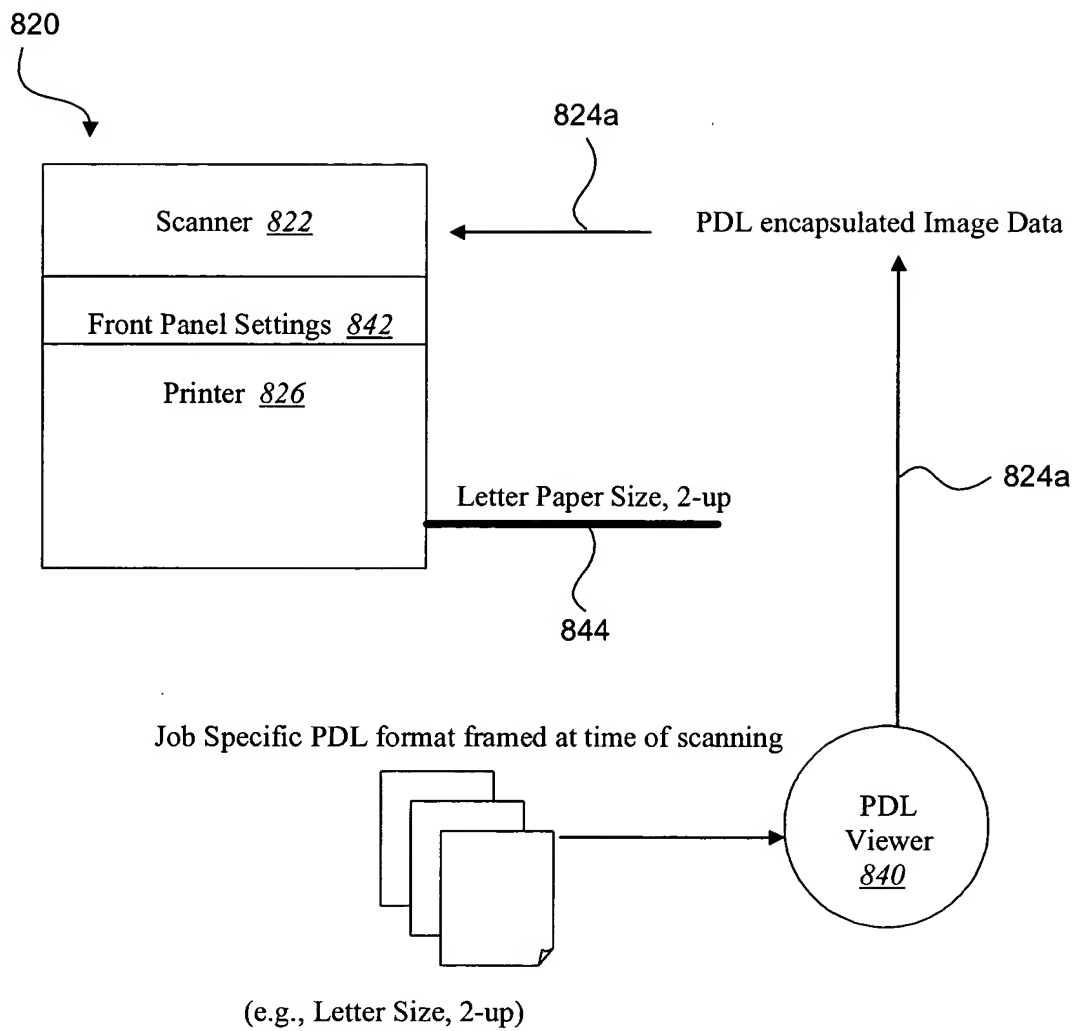 820
824a
Scanner 822
PDL encapsulated Image Data
Front Panel Settings 842
Printer 826
824a
Letter Paper Size, 2-up
844
Job Specific PDL format framed at time of scanning
PDL
Viewer
840
(e.g., Letter Size, 2-up)